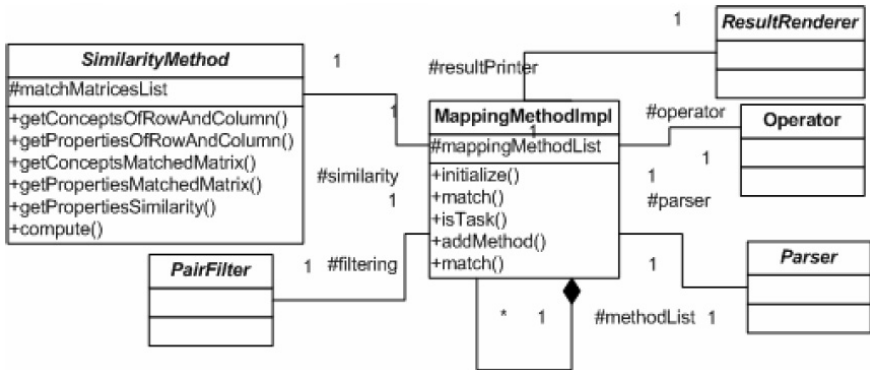 SimilarityMethod
#matchMatricesList
+getConceptsOfRowAndColumn()
+getPropertiesOfRowAndColumn()
+getConceptsMatchedMatrix()
+getPropertiesMatchedMatrix()
+getPropertiesSimilarity()
+compute()
1
1
#similarity
1
#resultPrinter
1
ResultRenderer
MappingMethodImpl
1
#mappingMethodList
+initialize()
+match()
+isTask()
+addMethod()
+match()
#operator
1
Operator
1
#parser
1
Parser
1
PairFilter
1
#filtering
*
1
#methodList